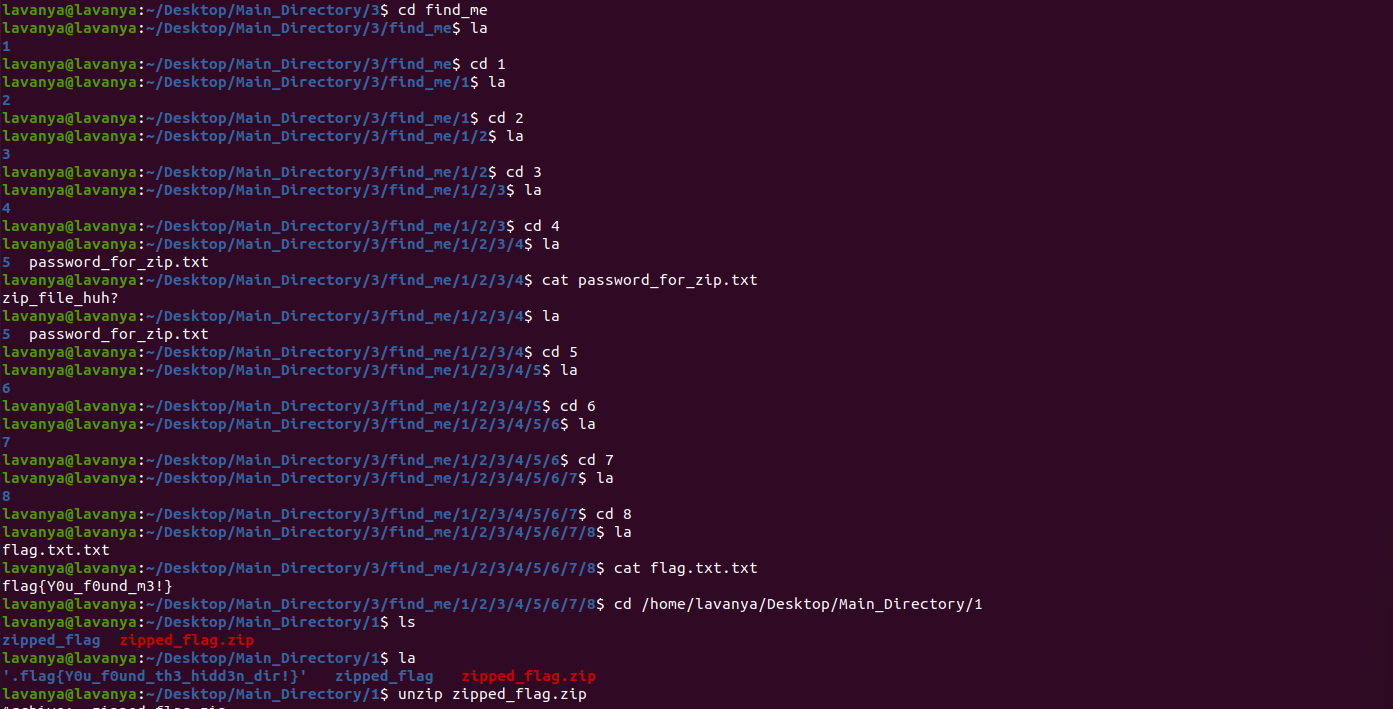 lavanya@lavanya:~/Desktop/Main_Directory/3$ cd find_me
lavanya@lavanya:~/Desktop/Main_Directory/3/find_me$ la
1
lavanya@lavanya:~/Desktop/Main_Directory/3/find_me$ cd 1
lavanya@lavanya:~/Desktop/Main_Directory/3/find_me/1$ la
2
lavanya@lavanya:~/Desktop/Main_Directory/3/find_me/1$ cd 2
lavanya@lavanya:~/Desktop/Main_Directory/3/find_me/1/2$ la
3
lavanya@lavanya:~/Desktop/Main_Directory/3/find_me/1/2$ cd 3
lavanya@lavanya:~/Desktop/Main_Directory/3/find_me/1/2/3$ la
4
lavanya@lavanya:~/Desktop/Main_Directory/3/find_me/1/2/3$ cd 4
lavanya@lavanya:~/Desktop/Main_Directory/3/find_me/1/2/3/4$ la
5  password_for_zip.txt
lavanya@lavanya:~/Desktop/Main_Directory/3/find_me/1/2/3/4$ cat password_for_zip.txt
zip_file_huh?
lavanya@lavanya:~/Desktop/Main_Directory/3/find_me/1/2/3/4$ la
5  password_for_zip.txt
lavanya@lavanya:~/Desktop/Main_Directory/3/find_me/1/2/3/4$ cd 5
lavanya@lavanya:~/Desktop/Main_Directory/3/find_me/1/2/3/4/5$ la
6
lavanya@lavanya:~/Desktop/Main_Directory/3/find_me/1/2/3/4/5$ cd 6
lavanya@lavanya:~/Desktop/Main_Directory/3/find_me/1/2/3/4/5/6$ la
7
lavanya@lavanya:~/Desktop/Main_Directory/3/find_me/1/2/3/4/5/6$ cd 7
lavanya@lavanya:~/Desktop/Main_Directory/3/find_me/1/2/3/4/5/6/7$ la
8
lavanya@lavanya:~/Desktop/Main_Directory/3/find_me/1/2/3/4/5/6/7$ cd 8
lavanya@lavanya:~/Desktop/Main_Directory/3/find_me/1/2/3/4/5/6/7/8$ la
flag.txt.txt
lavanya@lavanya:~/Desktop/Main_Directory/3/find_me/1/2/3/4/5/6/7/8$ cat flag.txt.txt
flag{Y0u_f0und_m3!}
lavanya@lavanya:~/Desktop/Main_Directory/3/find_me/1/2/3/4/5/6/7/8$ cd /home/lavanya/Desktop/Main_Directory/1
lavanya@lavanya:~/Desktop/Main_Directory/1$ ls
zipped_flag  zipped_flag.zip
lavanya@lavanya:~/Desktop/Main_Directory/1$ la
'.flag{Y0u_f0und_th3_hidd3n_dir!}'   zipped_flag   zipped_flag.zip
lavanya@lavanya:~/Desktop/Main_Directory/1$ unzip zipped_flag.zip